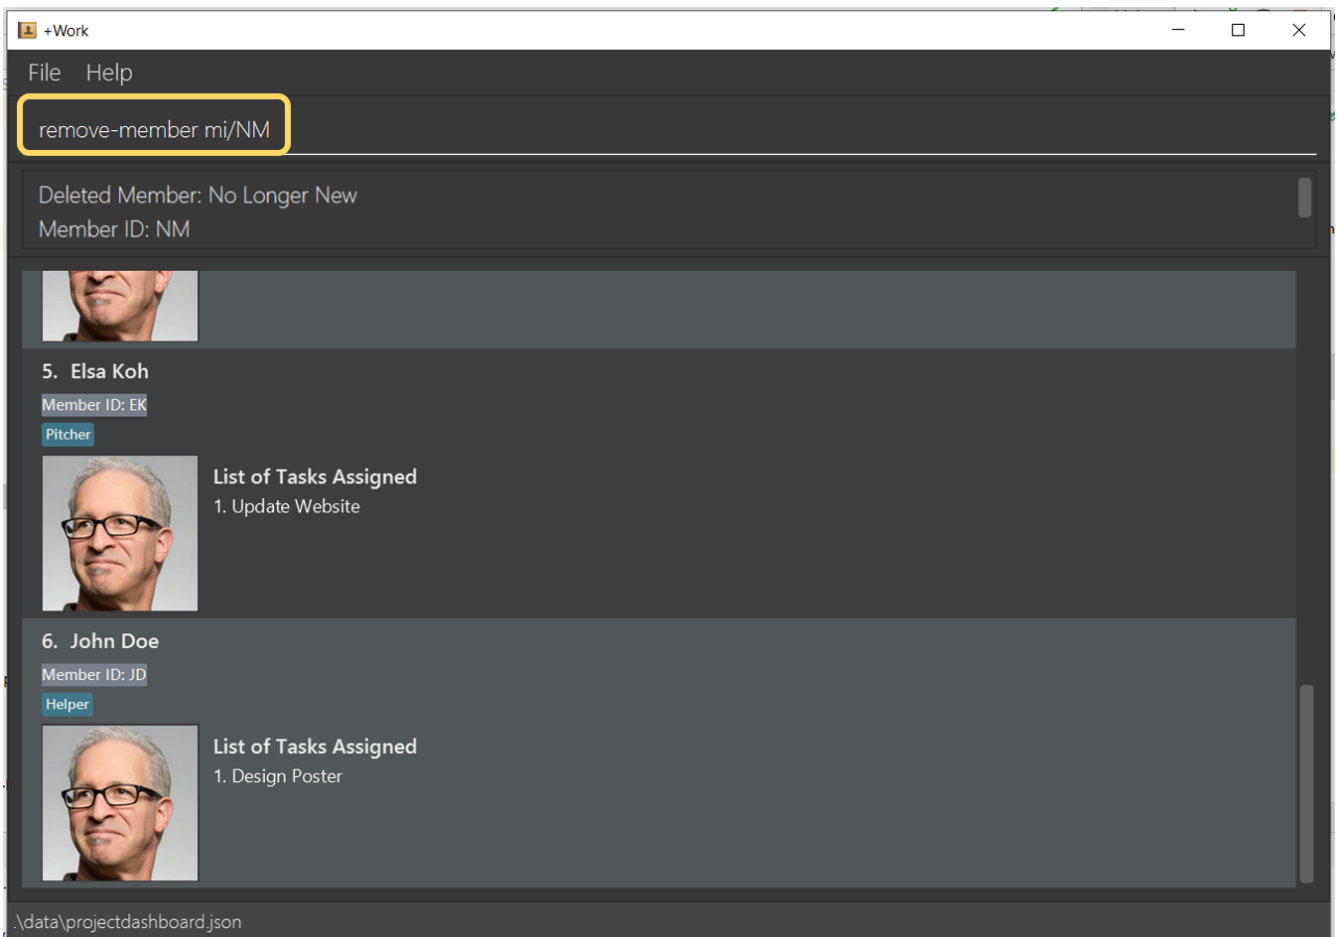 +Work
File Help
remove-member mi/NM
Deleted Member: No Longer New
Member ID: NM
5. Elsa Koh
Member ID: EK
Pitcher
List of Tasks Assigned
1. Update Website
6. John Doe
Member ID: JD
Helper
List of Tasks Assigned
1. Design Poster
.\data\projectdashboard.json